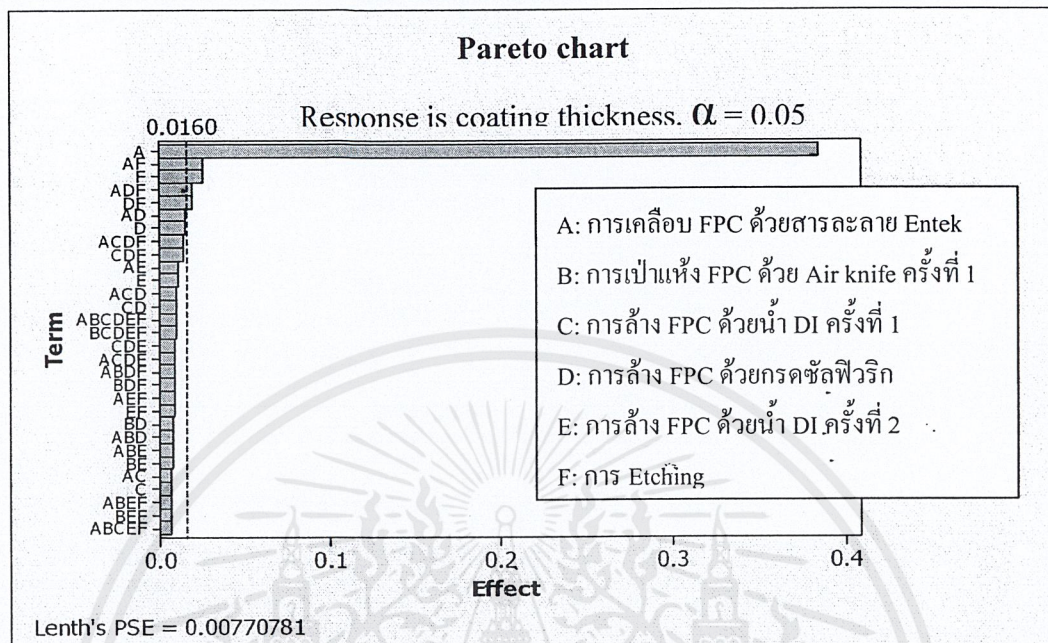 Pareto chart
Response is coating thickness. α = 0.05
0.0160
A
AF
F
ADF
DF
AD
D
ACDF
CDF
AE
E
ACD
CD
ABCDEF
BCDEF
CDE
ACDE
ABDF
BDF
AEF
EF
BD
ABD
ABE
BE
AC
C
ABEF
BEF
ABCEF
Term
0.0
0.1
0.2
0.3
0.4
Effect
A: การเคลือบ FPC ด้วยสารละลาย Entek
B: การเป่าแห้ง FPC ด้วย Air knife ครั้งที่ 1
C: การล้าง FPC ด้วยน้ำ DI ครั้งที่ 1
D: การล้าง FPC ด้วยกรดซัลฟิวริก
E: การล้าง FPC ด้วยน้ำ DI ครั้งที่ 2
F: การ Etching
Lenth's PSE = 0.00770781